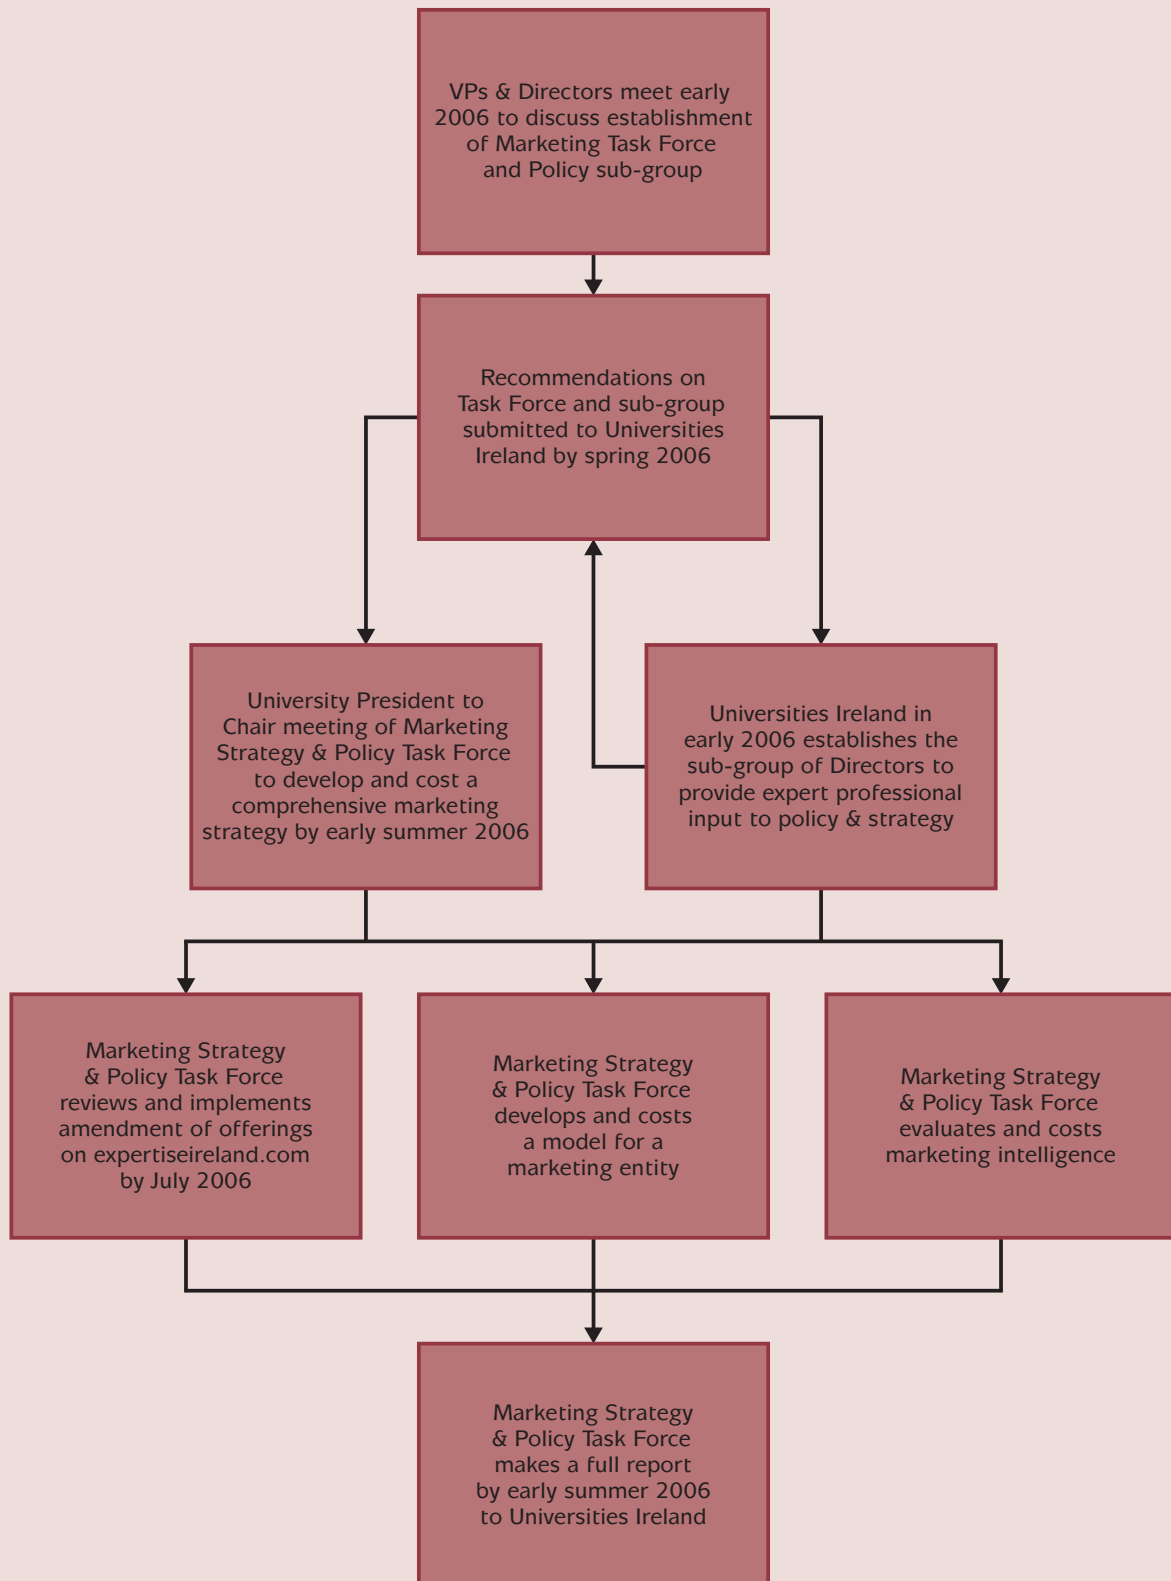 VPs & Directors meet early
2006 to discuss establishment
of Marketing Task Force
and Policy sub-group
Recommendations on
Task Force and sub-group
submitted to Universities
Ireland by spring 2006
University President to
Chair meeting of Marketing
Strategy & Policy Task Force
to develop and cost a
comprehensive marketing
strategy by early summer 2006
Universities Ireland in
early 2006 establishes the
sub-group of Directors to
provide expert professional
input to policy & strategy
Marketing Strategy
& Policy Task Force
reviews and implements
amendment of offerings
on expertiseireland.com
by July 2006
Marketing Strategy
& Policy Task Force
develops and costs
a model for a
marketing entity
Marketing Strategy
& Policy Task Force
evaluates and costs
marketing intelligence
Marketing Strategy
& Policy Task Force
makes a full report
by early summer 2006
to Universities Ireland